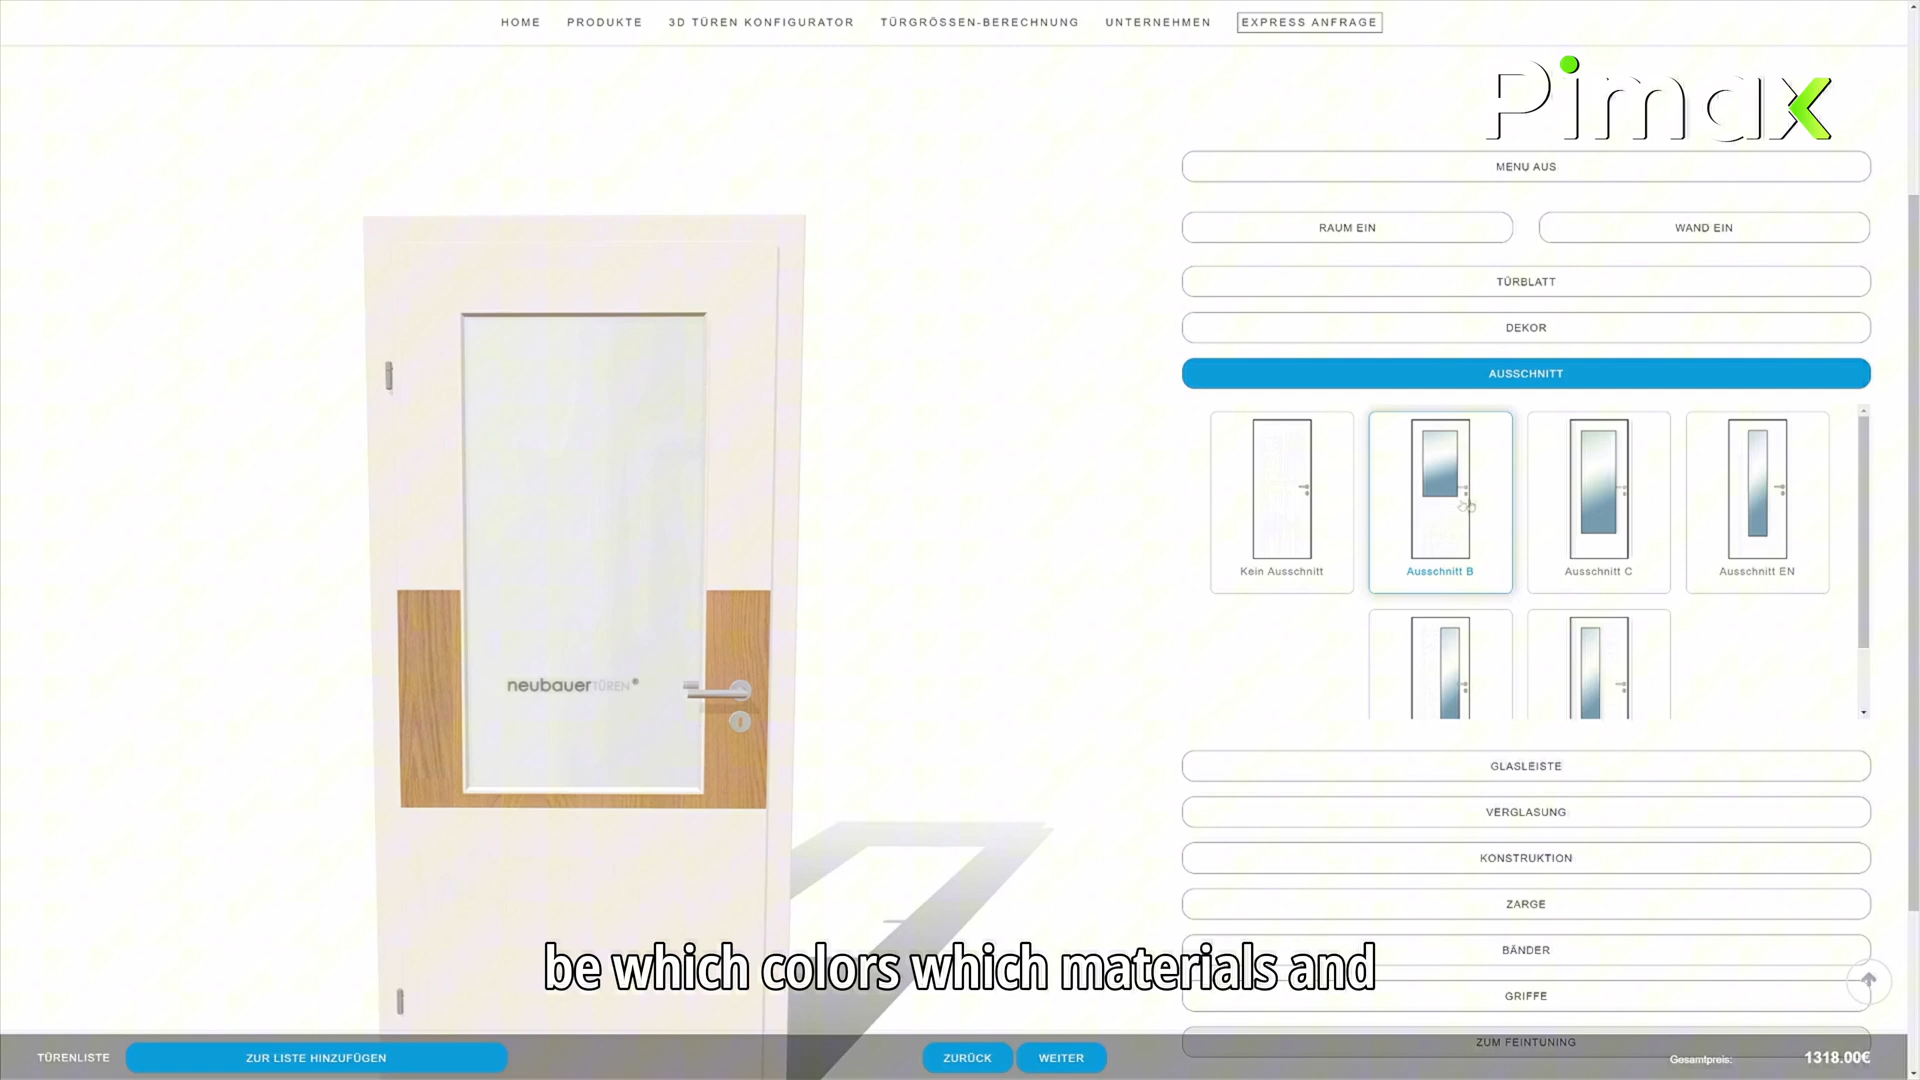 HOME PRODUKTE 3D TÜREN KONFIGURATOR TÜRGRÖSSEN-BERECHNUNG UNTERNEHMEN EXPRESS ANFRAGE
Pimax
MENU AUS
RAUM EIN WAND EIN
TÜRBLATT
DEKOR
AUSSCHNITT
Kein Ausschnitt Ausschnitt B Ausschnitt C Ausschnitt EN
neubauerTÜREN
GLASLEISTE
VERGLASUNG
KONSTRUKTION
ZARGE
BÄNDER
GRIFFE
ZUM FEINTUNING
be which colors which materials and
TÜRENLISTE ZUR LISTE HINZUFÜGEN ZURÜCK WEITER Gesamtpreis: 1318.00€